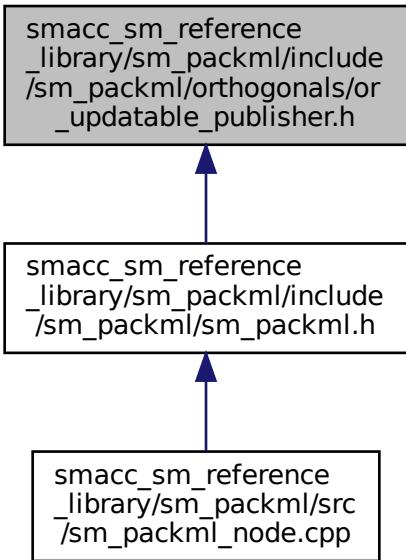 smacc_sm_reference
_library/sm_packml/include
/sm_packml/orthogonals/or
_updatable_publisher.h
smacc_sm_reference
_library/sm_packml/include
/sm_packml/sm_packml.h
smacc_sm_reference
_library/sm_packml/src
/sm_packml_node.cpp